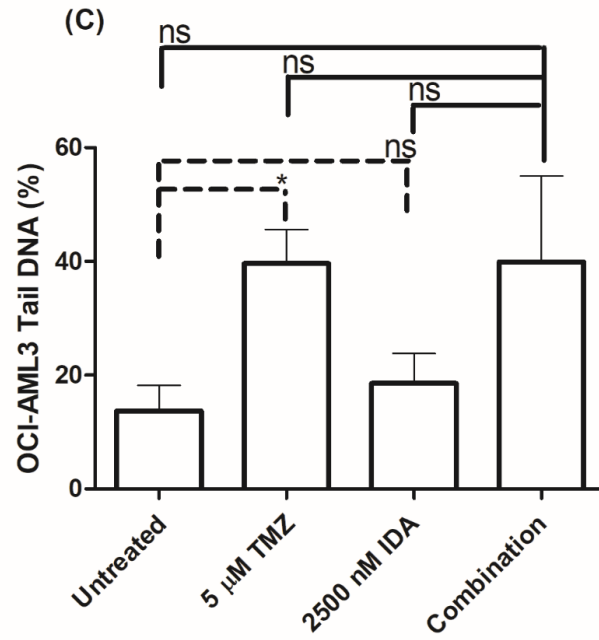 (C)
ns
ns
ns
ns
*
OCI-AML3 Tail DNA (%)
60
40
20
0
Untreated
5 µM TMZ
2500 nM IDA
Combination